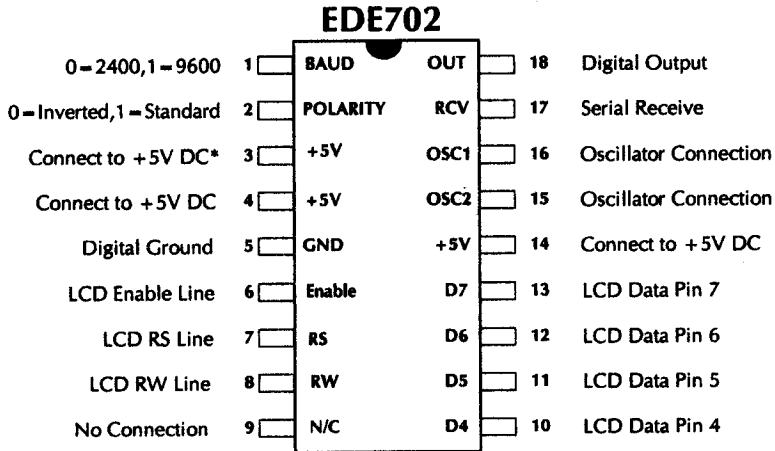 EDE702
0=2400,1=9600 1 BAUD OUT 18 Digital Output
0=Inverted,1=Standard 2 POLARITY RCV 17 Serial Receive
Connect to +5V DC* 3 +5V OSC1 16 Oscillator Connection
Connect to +5V DC 4 +5V OSC2 15 Oscillator Connection
Digital Ground 5 GND +5V 14 Connect to +5V DC
LCD Enable Line 6 Enable D7 13 LCD Data Pin 7
LCD RS Line 7 RS D6 12 LCD Data Pin 6
LCD RW Line 8 RW D5 11 LCD Data Pin 5
No Connection 9 N/C D4 10 LCD Data Pin 4